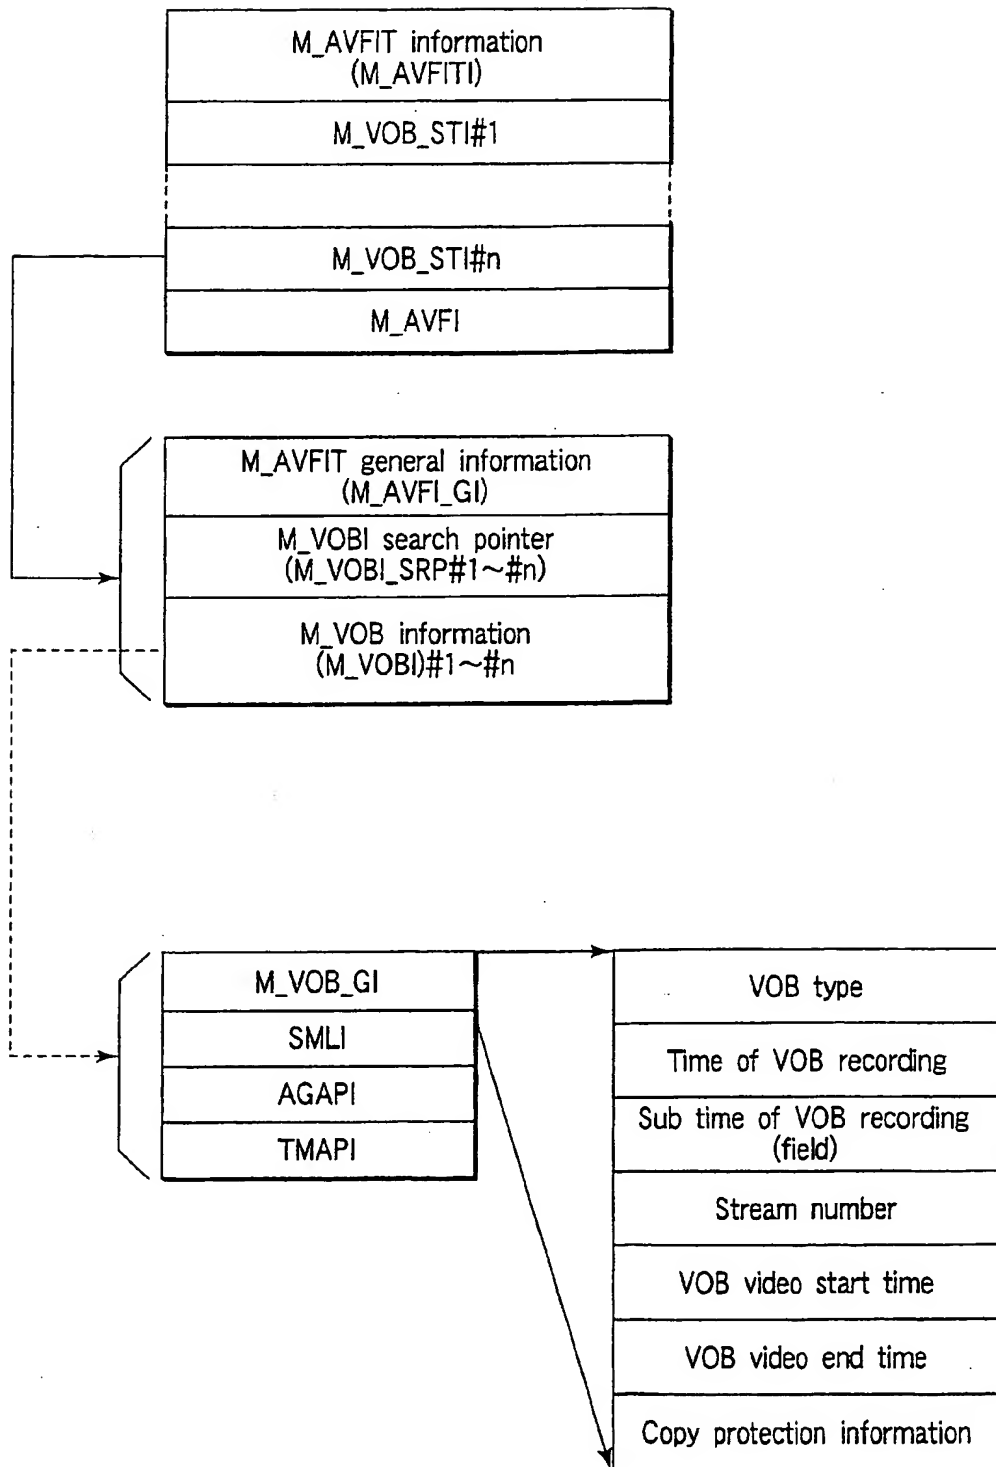 M_AVFIT information
(M_AVFITI)
M_VOB_STI#1
M_VOB_STI#n
M_AVFI
M_AVFIT general information
(M_AVFI_GI)
M_VOBI search pointer
(M_VOBI_SRP#1~#n)
M_VOB information
(M_VOBI)#1~#n
M_VOB_GI
SMLI
AGAPI
TMAPI
VOB type
Time of VOB recording
Sub time of VOB recording
(field)
Stream number
VOB video start time
VOB video end time
Copy protection information